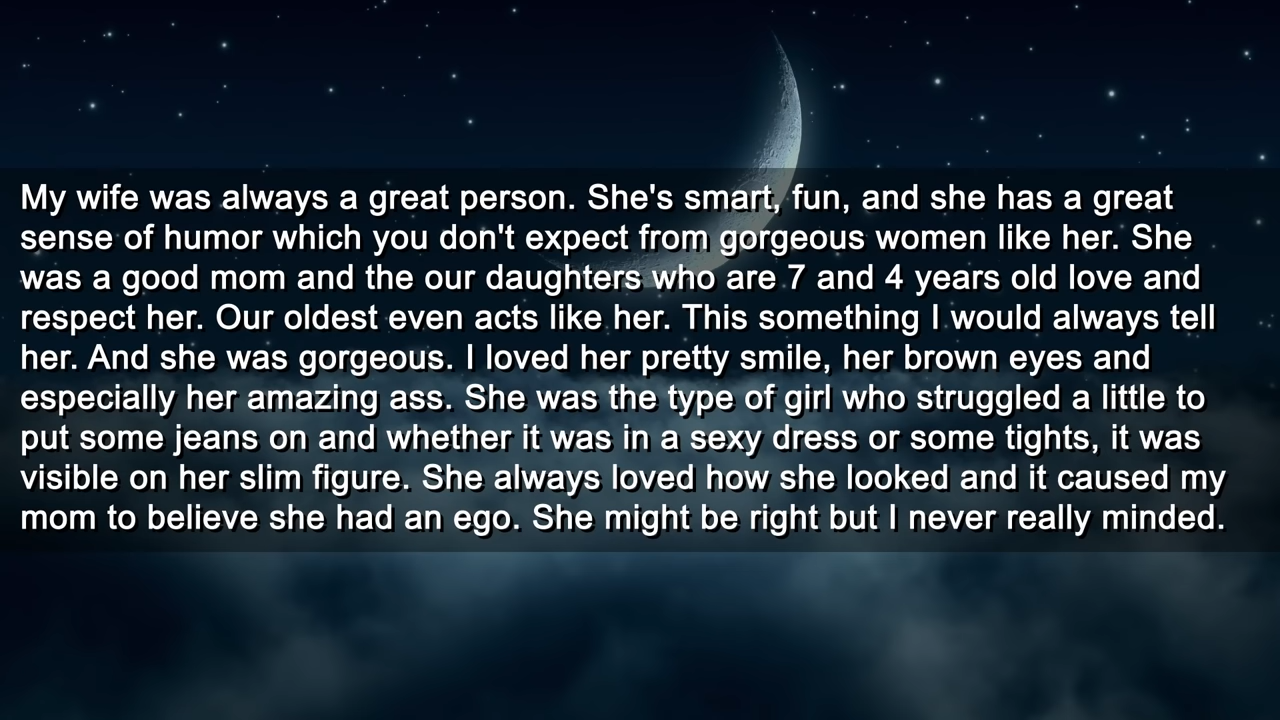 My wife was always a great person. She's smart, fun, and she has a great
sense of humor which you don't expect from gorgeous women like her. She
was a good mom and the our daughters who are 7 and 4 years old love and
respect her. Our oldest even acts like her. This something I would always tell
her. And she was gorgeous. I loved her pretty smile, her brown eyes and
especially her amazing ass. She was the type of girl who struggled a little to
put some jeans on and whether it was in a sexy dress or some tights, it was
visible on her slim figure. She always loved how she looked and it caused my
mom to believe she had an ego. She might be right but I never really minded.